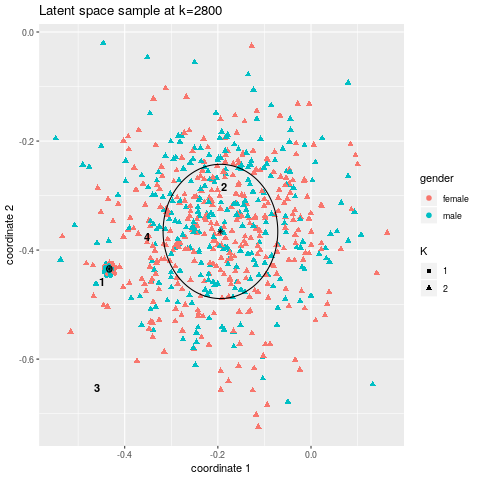 Latent space sample at k=2800
0.0
-0.2
-0.4
-0.6
coordinate 2
2
4
1
3
-0.4
-0.2
0.0
coordinate 1
gender
female
male
K
1
2